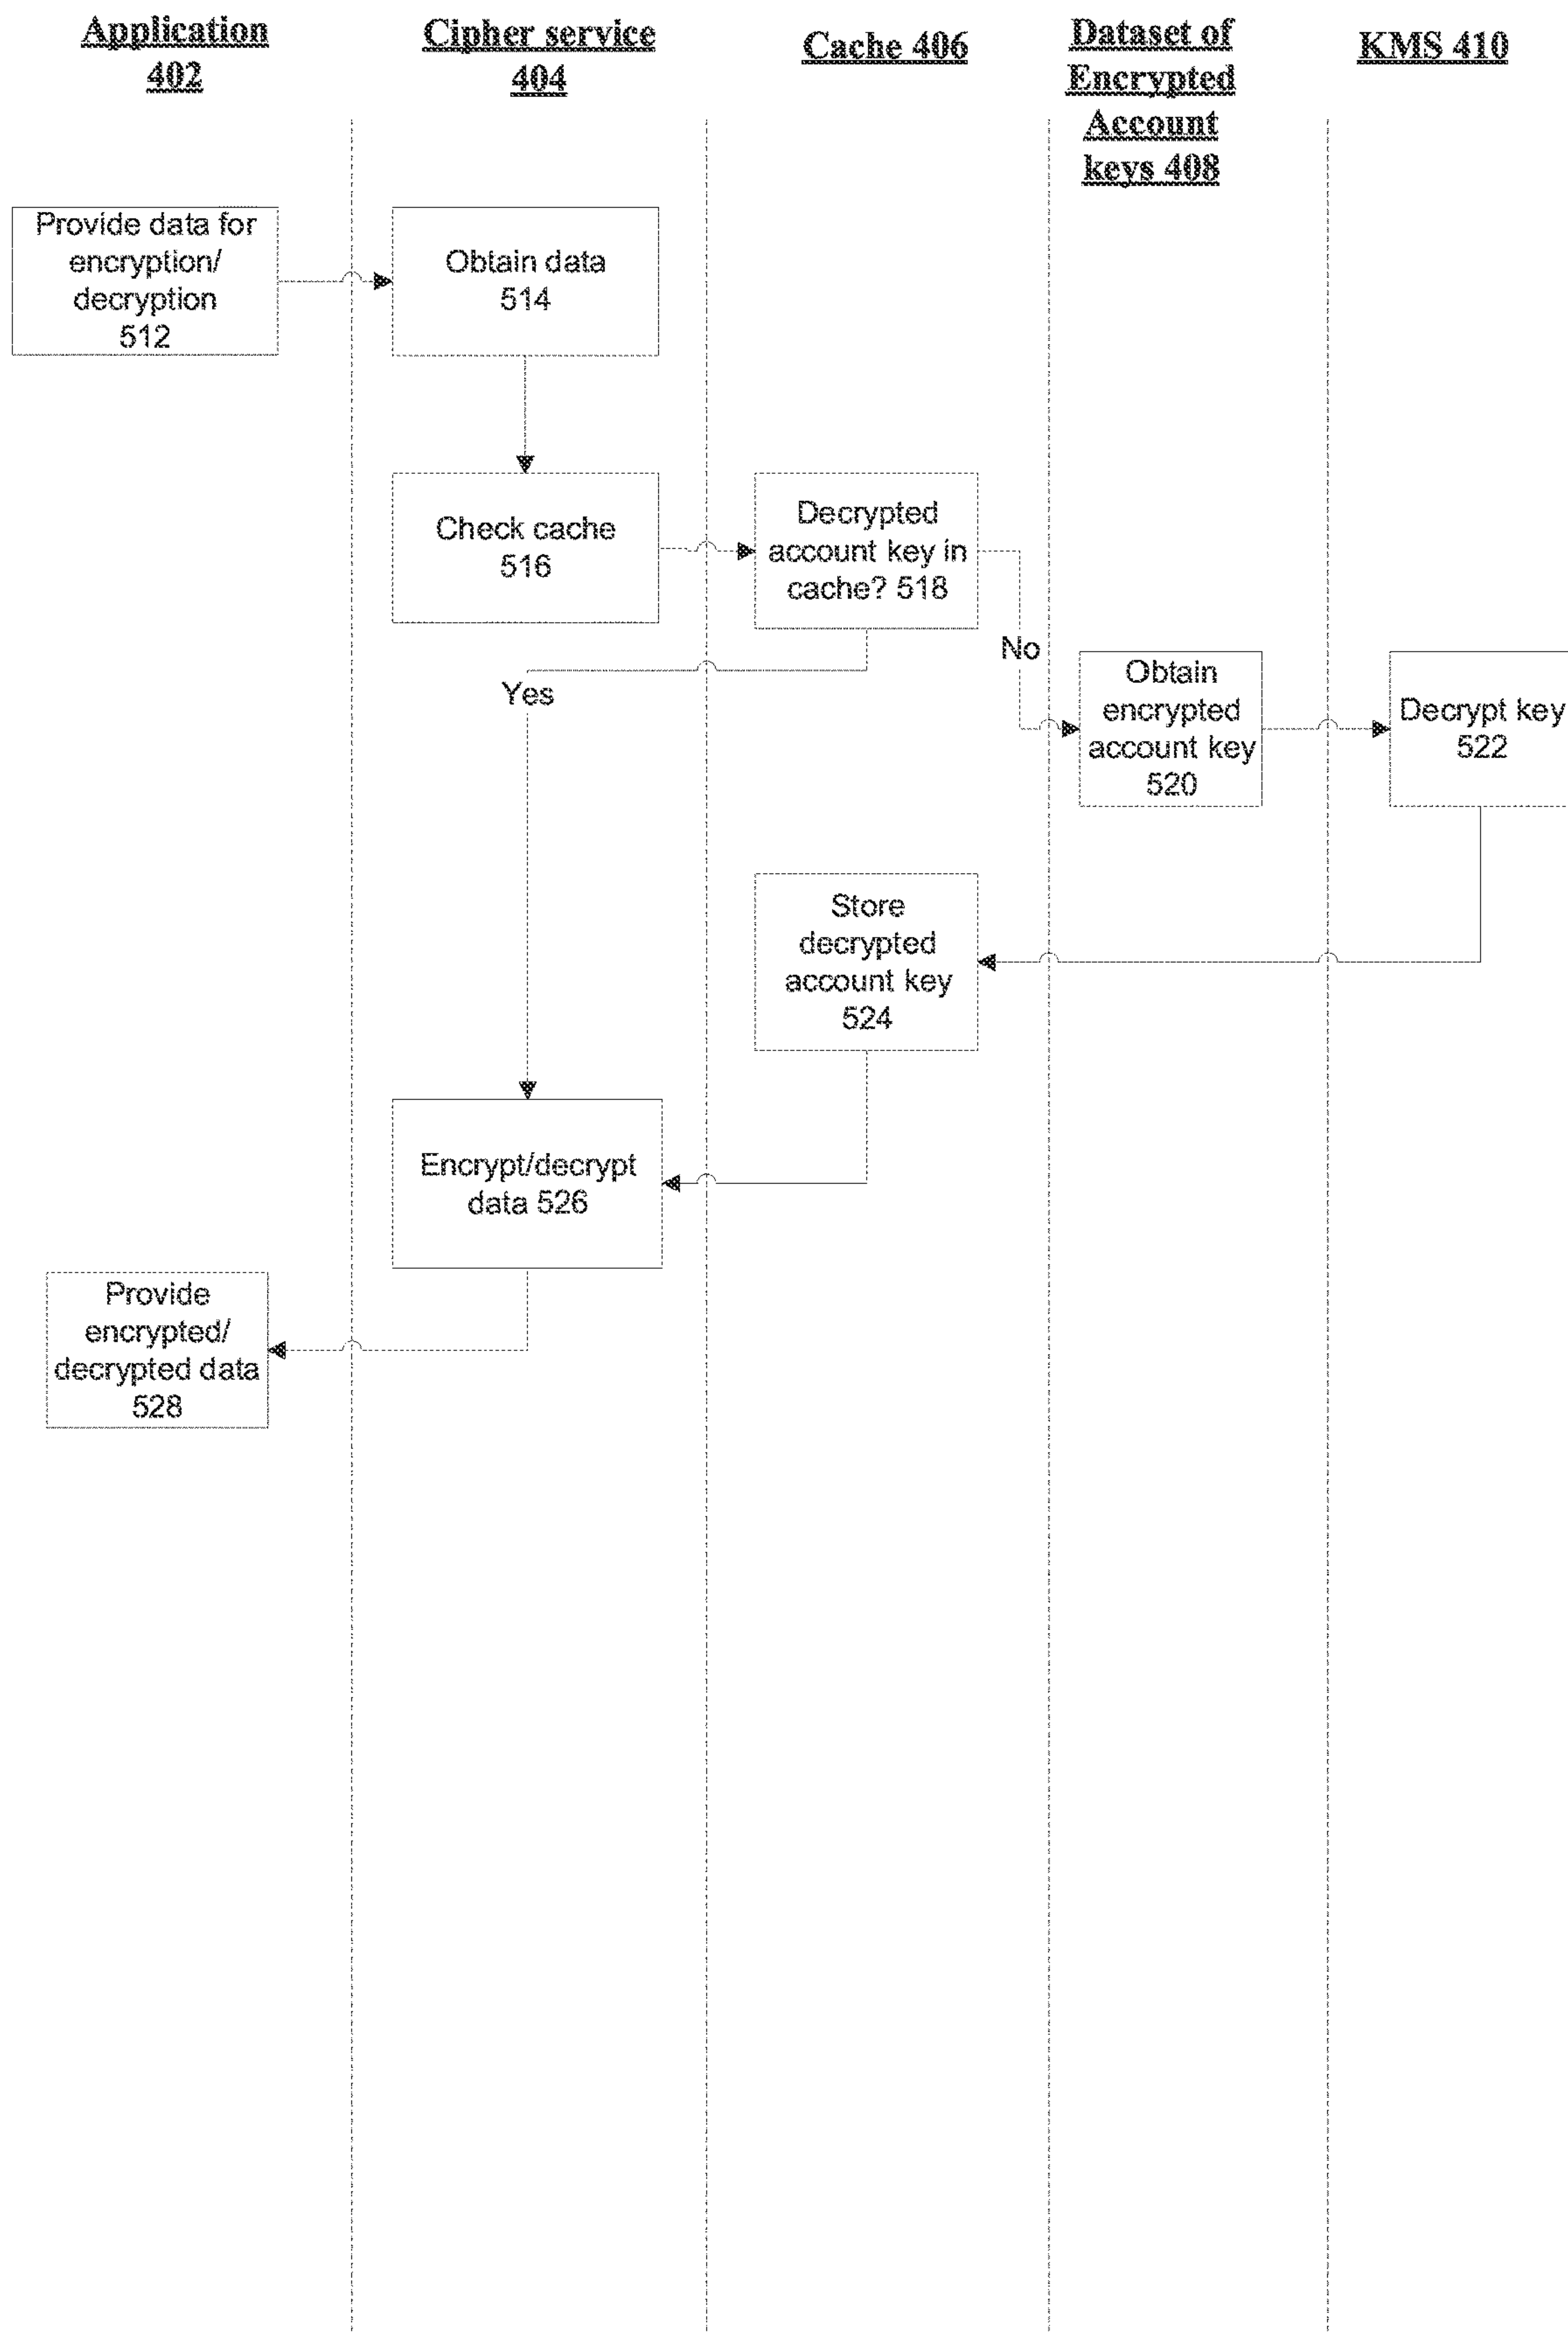 Application
402
Cipher service
404
Cache 406
Dataset of
Encrypted
Account
keys 408
KMS 410
Provide data for
encryption/
decryption
512
Obtain data
514
Check cache
516
Decrypted
account key in
cache? 518
No
Yes
Obtain
encrypted
account key
520
Decrypt key
522
Store
decrypted
account key
524
Encrypt/decrypt
data 526
Provide
encrypted/
decrypted data
528